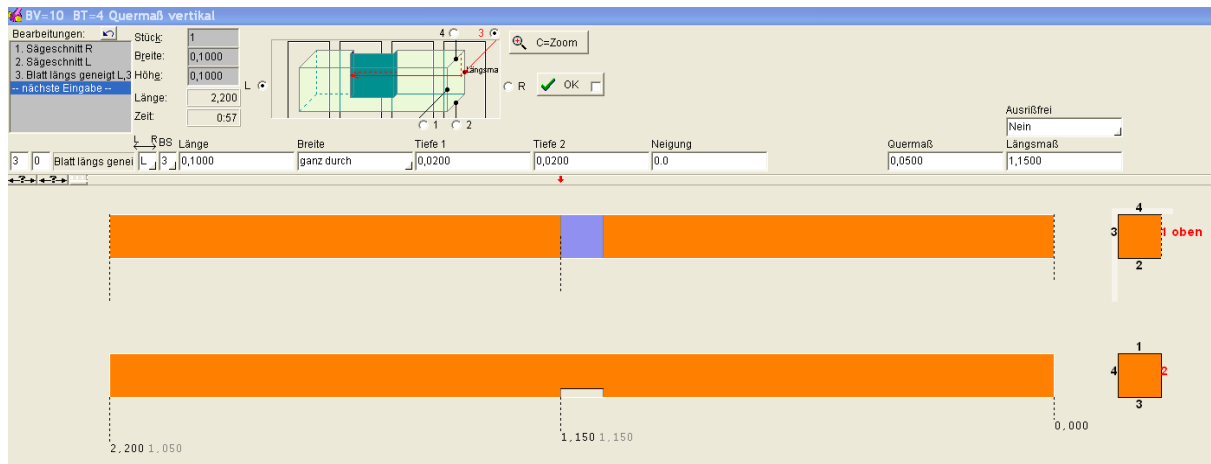 BV=10 BT=4 Quermaß vertikal
Bearbeitungen:
1. Sägeschnitt R
2. Sägeschnitt L
3. Blatt längs geneigt L,3
-- nächste Eingabe --
Stück: 1
Breite: 0,1000
Höhe: 0,1000
Länge: 2,200
Zeit: 0:57
L
4 3
Längsma
1 2
R
C=Zoom
OK
Ausrißfrei
Nein
L R BS Länge Breite Tiefe 1 Tiefe 2 Neigung Quermaß Längsmaß
3 0 Blatt längs genei L 3 0,1000 ganz durch 0,0200 0,0200 0.0 0,0500 1,1500
? ?
4
3 1 oben
2
1
4 2
3
2,200 1,050
1,150 1,150
0,000